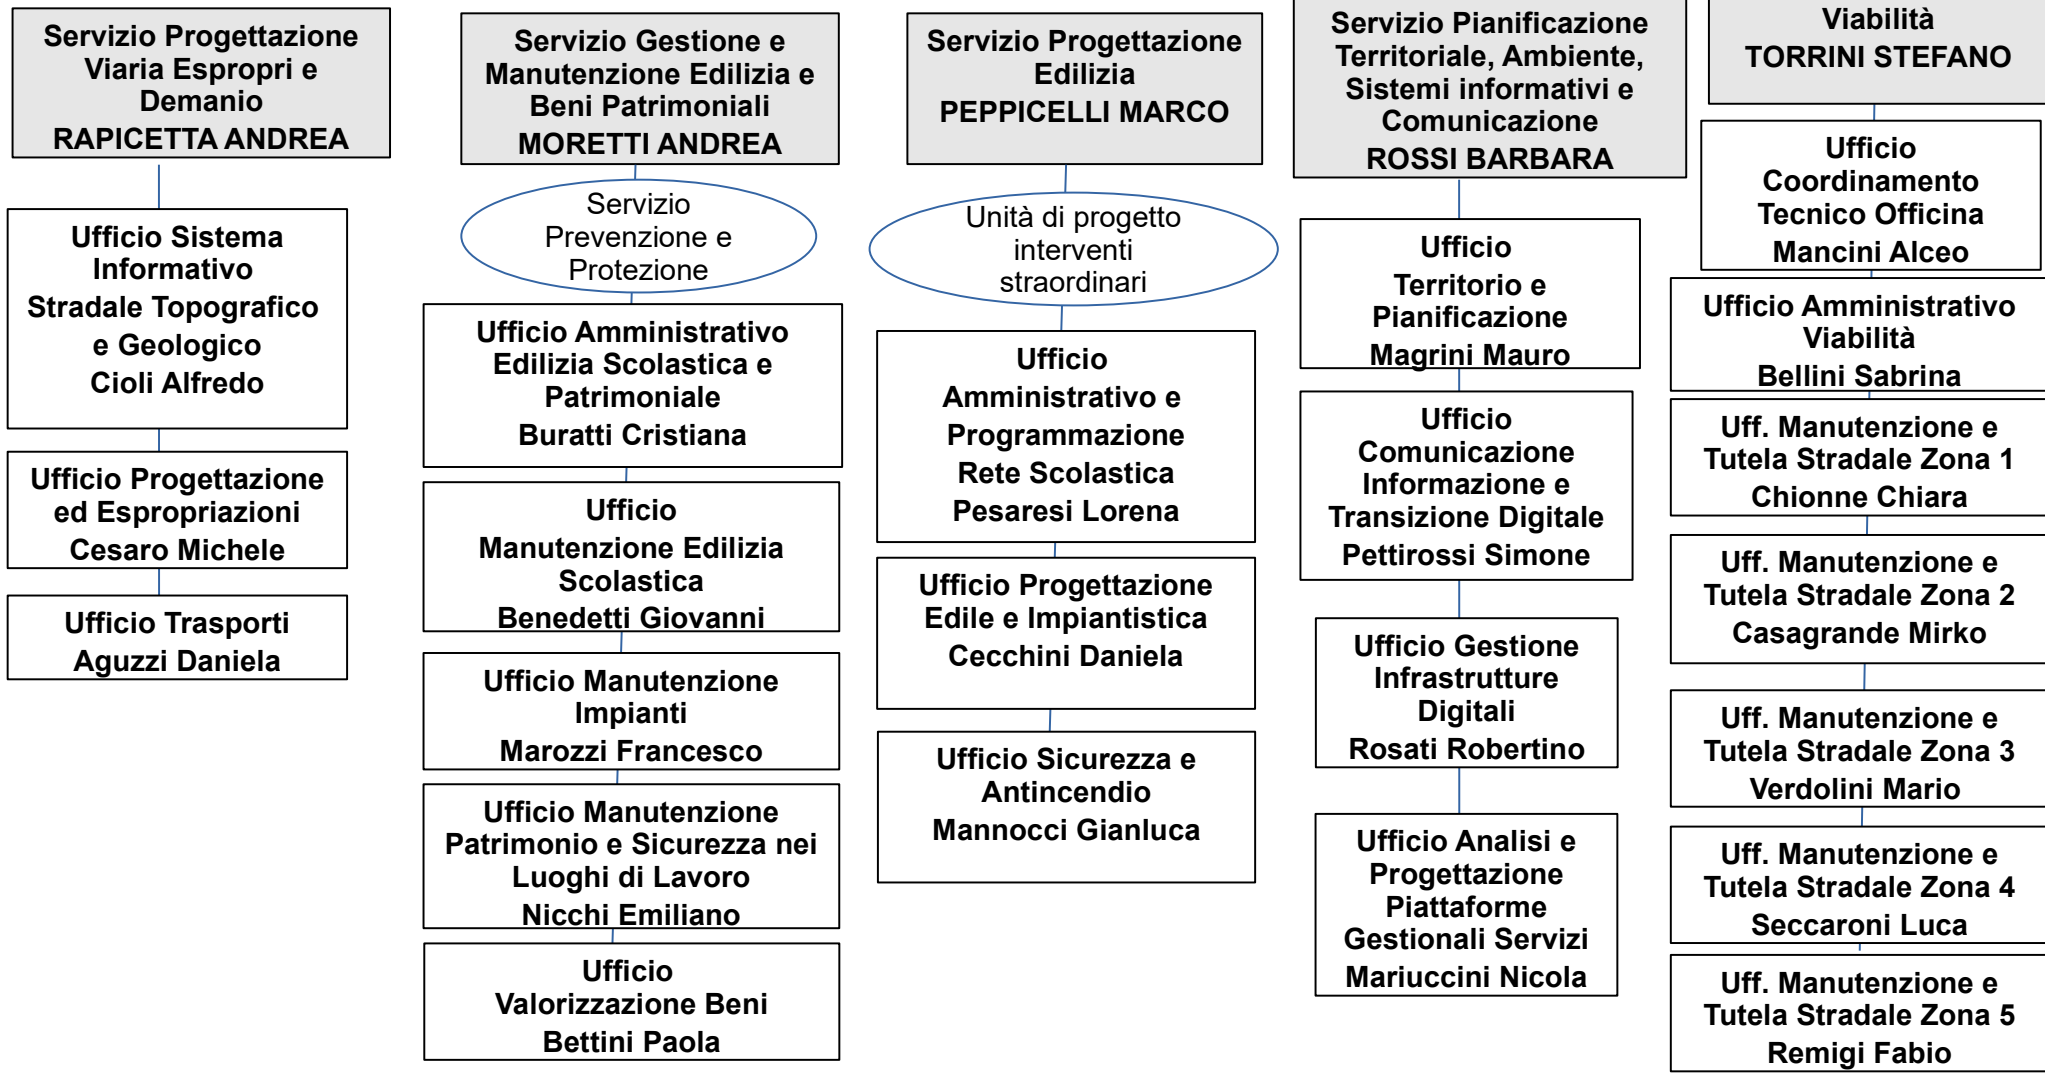 Servizio Progettazione
Viaria Espropri e
Demanio
RAPICETTA ANDREA
Ufficio Sistema
Informativo
Stradale Topografico
e Geologico
Cioli Alfredo
Ufficio Progettazione
ed Espropriazioni
Cesaro Michele
Ufficio Trasporti
Aguzzi Daniela
Servizio Gestione e
Manutenzione Edilizia e
Beni Patrimoniali
MORETTI ANDREA
Servizio
Prevenzione e
Protezione
Ufficio Amministrativo
Edilizia Scolastica e
Patrimoniale
Buratti Cristiana
Ufficio
Manutenzione Edilizia
Scolastica
Benedetti Giovanni
Ufficio Manutenzione
Impianti
Marozzi Francesco
Ufficio Manutenzione
Patrimonio e Sicurezza nei
Luoghi di Lavoro
Nicchi Emiliano
Ufficio
Valorizzazione Beni
Bettini Paola
Servizio Progettazione
Edilizia
PEPPICELLI MARCO
Unità di progetto
interventi
straordinari
Ufficio
Amministrativo e
Programmazione
Rete Scolastica
Pesaresi Lorena
Ufficio Progettazione
Edile e Impiantistica
Cecchini Daniela
Ufficio Sicurezza e
Antincendio
Mannocci Gianluca
Servizio Pianificazione
Territoriale, Ambiente,
Sistemi informativi e
Comunicazione
ROSSI BARBARA
Ufficio
Territorio e
Pianificazione
Magrini Mauro
Ufficio
Comunicazione
Informazione e
Transizione Digitale
Pettirossi Simone
Ufficio Gestione
Infrastrutture
Digitali
Rosati Robertino
Ufficio Analisi e
Progettazione
Piattaforme
Gestionali Servizi
Mariuccini Nicola
Viabilità
TORRINI STEFANO
Ufficio
Coordinamento
Tecnico Officina
Mancini Alceo
Ufficio Amministrativo
Viabilità
Bellini Sabrina
Uff. Manutenzione e
Tutela Stradale Zona 1
Chionne Chiara
Uff. Manutenzione e
Tutela Stradale Zona 2
Casagrande Mirko
Uff. Manutenzione e
Tutela Stradale Zona 3
Verdolini Mario
Uff. Manutenzione e
Tutela Stradale Zona 4
Seccaroni Luca
Uff. Manutenzione e
Tutela Stradale Zona 5
Remigi Fabio